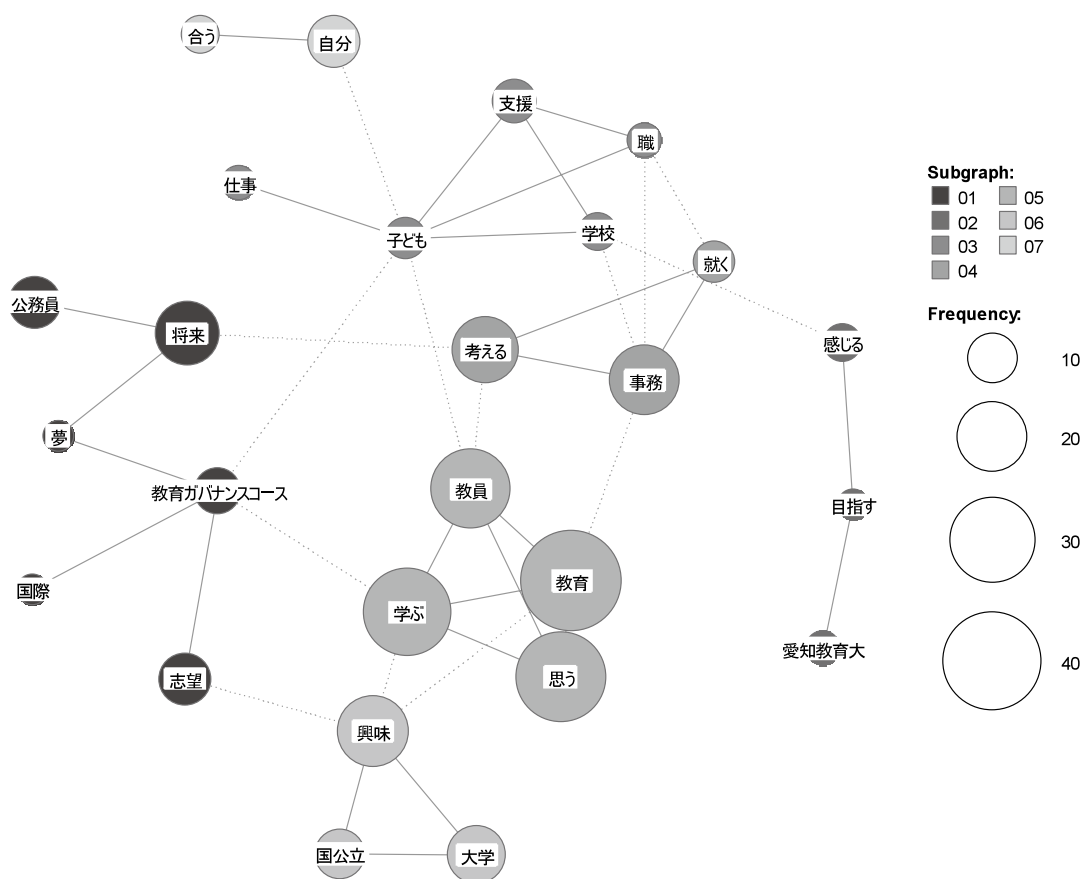 合う
自分
支援
職
仕事
子ども
学校
就く
公務員
将来
考える
事務
感じる
夢
教育ガバナンスコース
教員
目指す
国際
教育
学ぶ
愛知教育大
志望
思う
興味
国公立
大学
Subgraph:
01
05
02
06
03
07
04
Frequency:
10
20
30
40